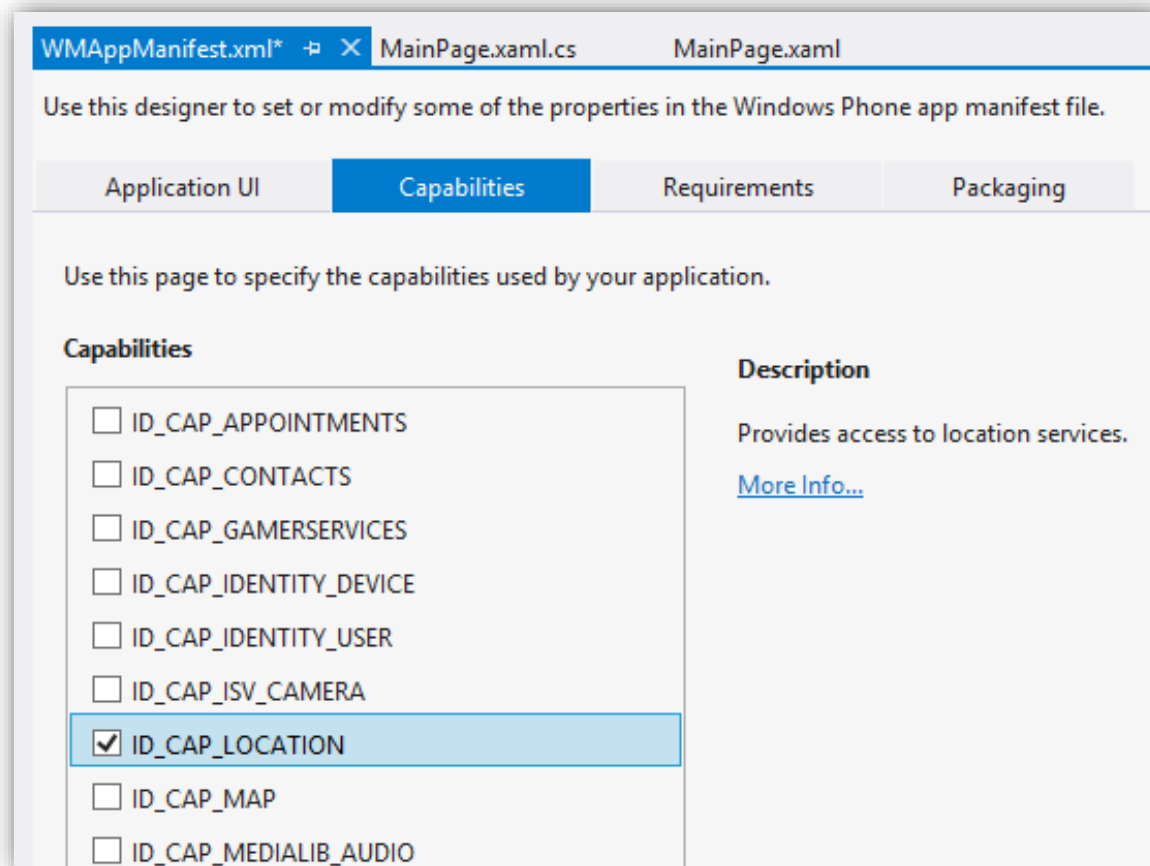 WMAppManifest.xml* MainPage.xaml.cs MainPage.xaml
Use this designer to set or modify some of the properties in the Windows Phone app manifest file.
Application UI Capabilities Requirements Packaging
Use this page to specify the capabilities used by your application.
Capabilities
ID_CAP_APPOINTMENTS
ID_CAP_CONTACTS
ID_CAP_GAMERSERVICES
ID_CAP_IDENTITY_DEVICE
ID_CAP_IDENTITY_USER
ID_CAP_ISV_CAMERA
ID_CAP_LOCATION
ID_CAP_MAP
ID_CAP_MEDIALIB_AUDIO
Description
Provides access to location services.
More Info...